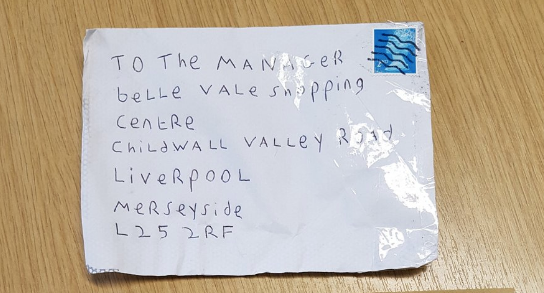 TO The MANAGeR
beLLe VALe shopping
CeNtRe
ChildWALL VALLeY ROAd
LiveRpOOL
MeRSeyside
L25 2RF